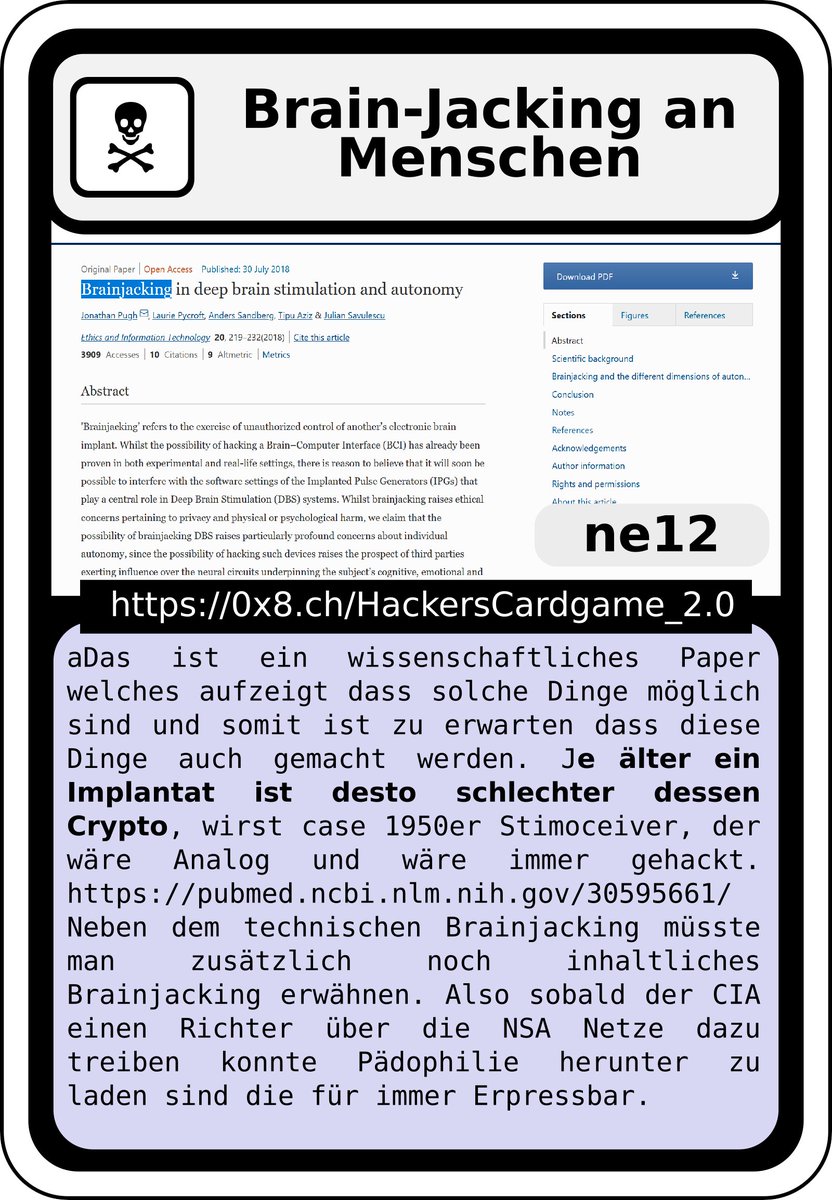 Brain-Jacking an
Menschen
Original Paper | Open Access | Published: 30 July 2018
Brainjacking in deep brain stimulation and autonomy
Jonathan Pugh, Laurie Pycroft, Anders Sandberg, Tipu Aziz & Julian Savulescu
Ethics and Information Technology 20, 219–232(2018) | Cite this article
3909 Accesses | 10 Citations | 9 Altmetric | Metrics
Abstract
'Brainjacking' refers to the exercise of unauthorized control of another's electronic brain
implant. Whilst the possibility of hacking a Brain–Computer Interface (BCI) has already been
proven in both experimental and real-life settings, there is reason to believe that it will soon be
possible to interfere with the software settings of the Implanted Pulse Generators (IPGs) that
play a central role in Deep Brain Stimulation (DBS) systems. Whilst brainjacking raises ethical
concerns pertaining to privacy and physical or psychological harm, we claim that the
possibility of brainjacking DBS raises particularly profound concerns about individual
autonomy, since the possibility of hacking such devices raises the prospect of third parties
exerting influence over the neural circuits underpinning the subject's cognitive, emotional and
Download PDF
Sections Figures References
Abstract
Scientific background
Brainjacking and the different dimensions of auton...
Conclusion
Notes
References
Acknowledgements
Author information
Rights and permissions
About this article
ne12
https://0x8.ch/HackersCardgame_2.0
aDas ist ein wissenschaftliches Paper
welches aufzeigt dass solche Dinge möglich
sind und somit ist zu erwarten dass diese
Dinge auch gemacht werden. Je älter ein
Implantat ist desto schlechter dessen
Crypto, wirst case 1950er Stimoceiver, der
wäre Analog und wäre immer gehackt.
https://pubmed.ncbi.nlm.nih.gov/30595661/
Neben dem technischen Brainjacking müsste
man zusätzlich noch inhaltliches
Brainjacking erwähnen. Also sobald der CIA
einen Richter über die NSA Netze dazu
treiben konnte Pädophilie herunter zu
laden sind die für immer Erpressbar.